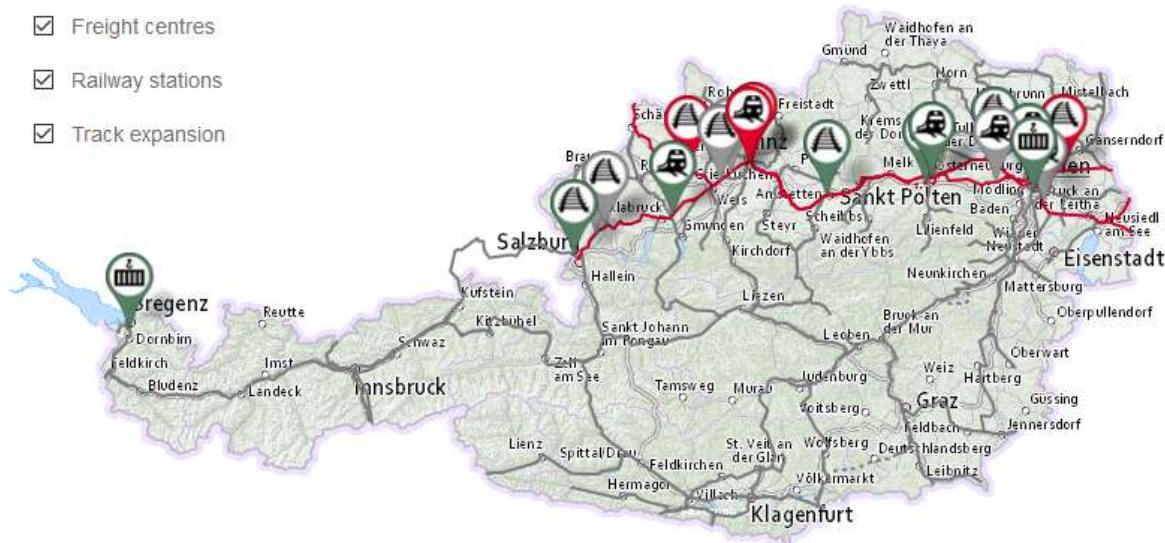 Freight centres
Railway stations
Track expansion
Waidhofen an
der Thaya
Gmünd
Zwettl
Horn
Mistelbach
Freistadt
Krems
Gänserndorf
Melk
Amstetten
Sankt Pölten
Mödling
Wels
Steyr
Scheibbs
Baden
Neusiedl
am See
Gmunden
Waidhofen
an der Ybbs
Lilienfeld
Wiener
Neustadt
Eisenstadt
Salzburg
Kirchdorf
Hallein
Neunkirchen
Mattersburg
Bregenz
Reutte
Kufstein
Liezen
Oberpullendorf
Dornbirn
Kitzbühel
Sankt Johann
im Pongau
Bruck an
der Mur
Leoben
Feldkirch
Imst
Schwaz
Zell
am See
Oberwart
Bludenz
Landeck
Innsbruck
Tamsweg
Murau
Judenburg
Weiz
Hartberg
Voitsberg
Graz
Güssing
Feldbach
Jennersdorf
Lienz
Spittal/Drau
St. Veit an
der Glan
Wolfsberg
Deutschlandsberg
Feldkirchen
Leibnitz
Hermagor
Villach
Völkermarkt
Klagenfurt